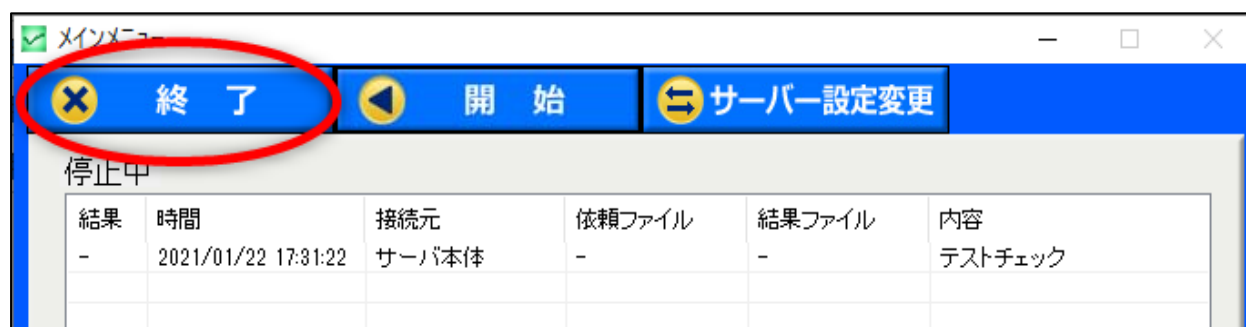 メインメニュー
終 了 開 始 サーバー設定変更
停止中
結果 時間 接続元 依頼ファイル 結果ファイル 内容
- 2021/01/22 17:31:22 サーバ本体 - - テストチェック